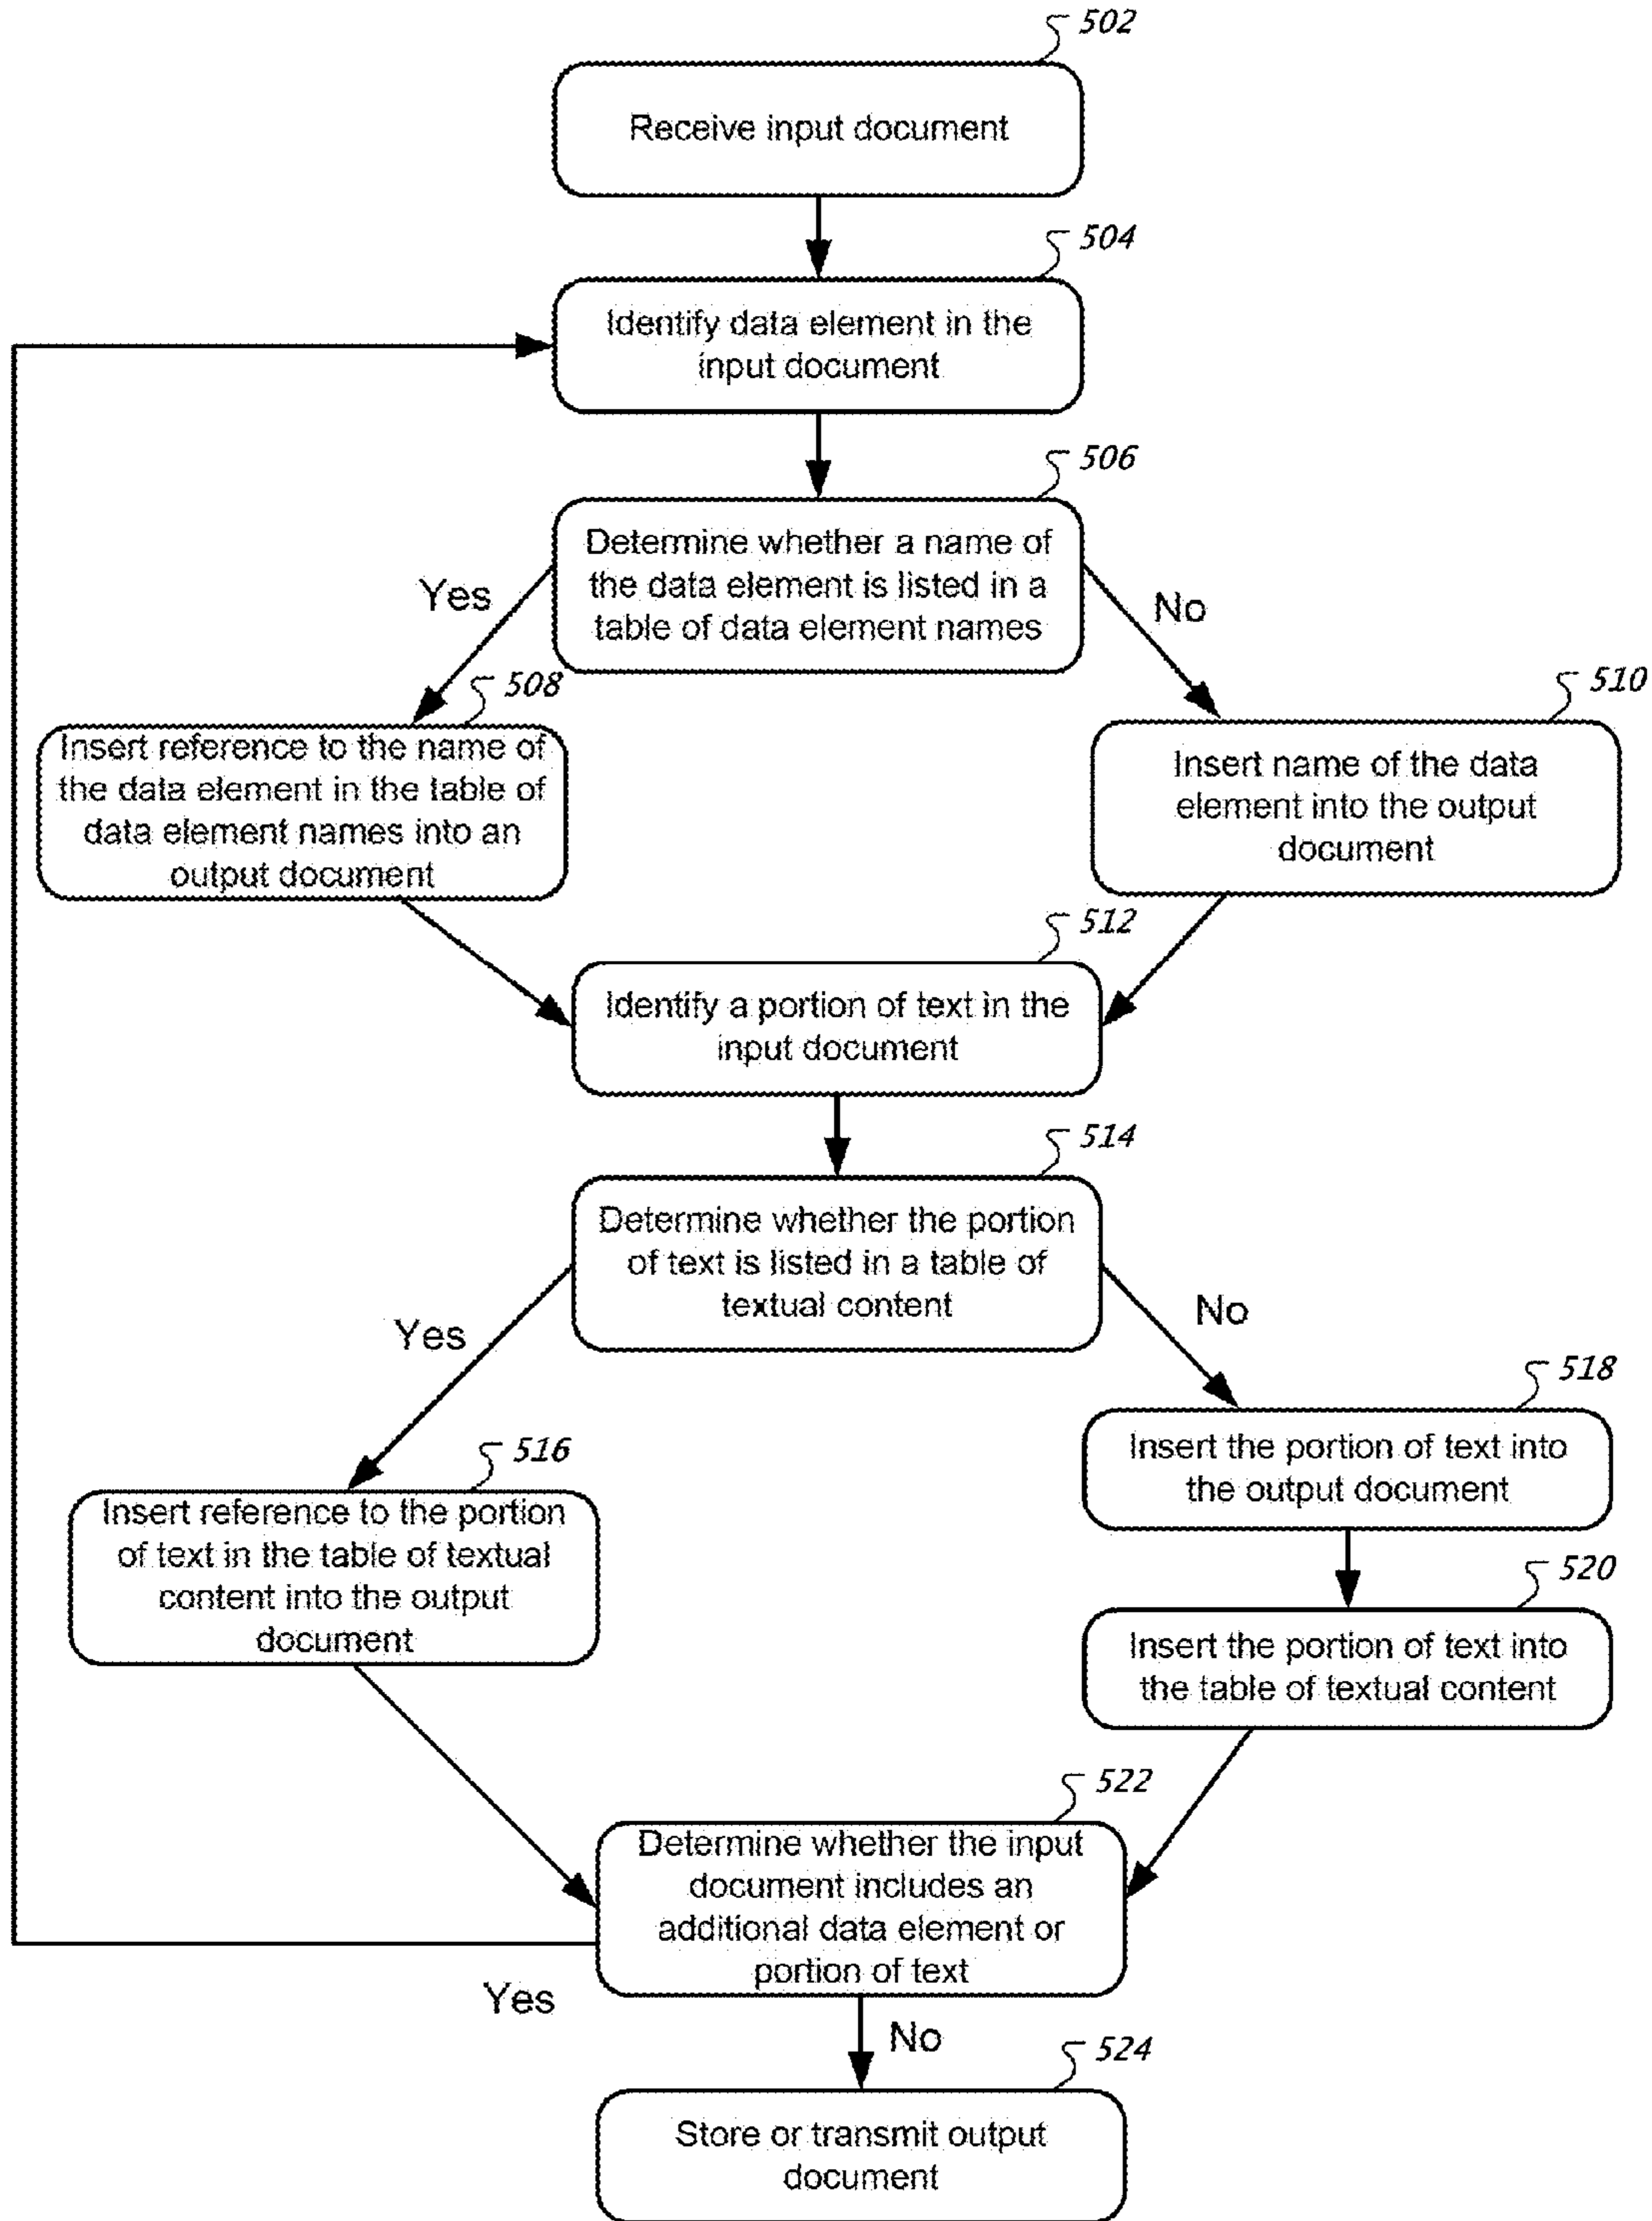 502
Receive input document
504
Identify data element in the
input document
506
Determine whether a name of
the data element is listed in a
table of data element names
Yes
No
508
Insert reference to the name of
the data element in the table of
data element names into an
output document
510
Insert name of the data
element into the output
document
512
Identify a portion of text in the
input document
514
Determine whether the portion
of text is listed in a table of
textual content
Yes
No
516
Insert reference to the portion
of text in the table of textual
content into the output
document
518
Insert the portion of text into
the output document
520
Insert the portion of text into
the table of textual content
522
Determine whether the input
document includes an
additional data element or
portion of text
Yes
No
524
Store or transmit output
document